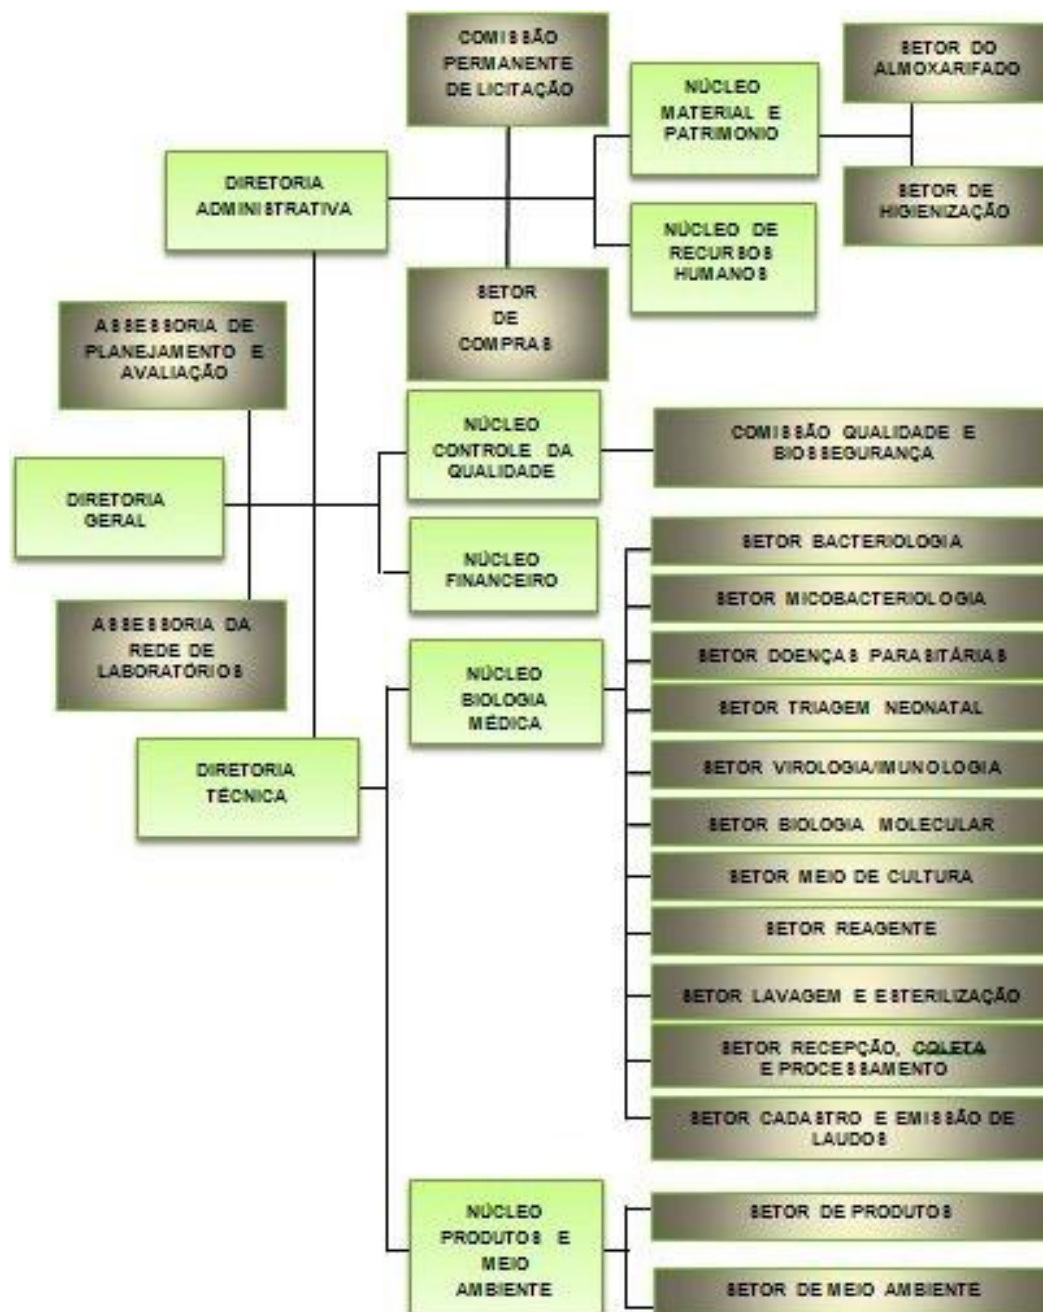 COMISSÃO
PERMANENTE
DE LICITAÇÃO
SETOR DO
ALMOXARIFADO
NÚCLEO
MATERIAL E
PATRIMONIO
DIRETORIA
ADMINISTRATIVA
SETOR DE
HIGIENIZAÇÃO
NÚCLEO DE
RECURSOS
HUMANOS
SETOR
DE
COMPRAS
ASSESSORIA DE
PLANEJAMENTO E
AVALIAÇÃO
NÚCLEO
CONTROLE DA
QUALIDADE
COMISSÃO QUALIDADE E
BIOSSEGURANÇA
DIRETORIA
GERAL
NÚCLEO
FINANCEIRO
SETOR BACTERIOLOGIA
SETOR MICOBACTERIOLOGIA
ASSESSORIA DA
REDE DE
LABORATÓRIOS
SETOR DOENÇAS PARASITÁRIAS
NÚCLEO
BIOLOGIA
MÉDICA
SETOR TRIAGEM NEONATAL
DIRETORIA
TÉCNICA
SETOR VIROLOGIA/IMUNOLOGIA
SETOR BIOLOGIA MOLECULAR
SETOR MEIO DE CULTURA
SETOR REAGENTE
SETOR LAVAGEM E ESTERILIZAÇÃO
SETOR RECEPÇÃO, COLETA
E PROCESSAMENTO
SETOR CADASTRO E EMISSÃO DE
LAUDOS
NÚCLEO
PRODUTOS E
MEIO
AMBIENTE
SETOR DE PRODUTOS
SETOR DE MEIO AMBIENTE